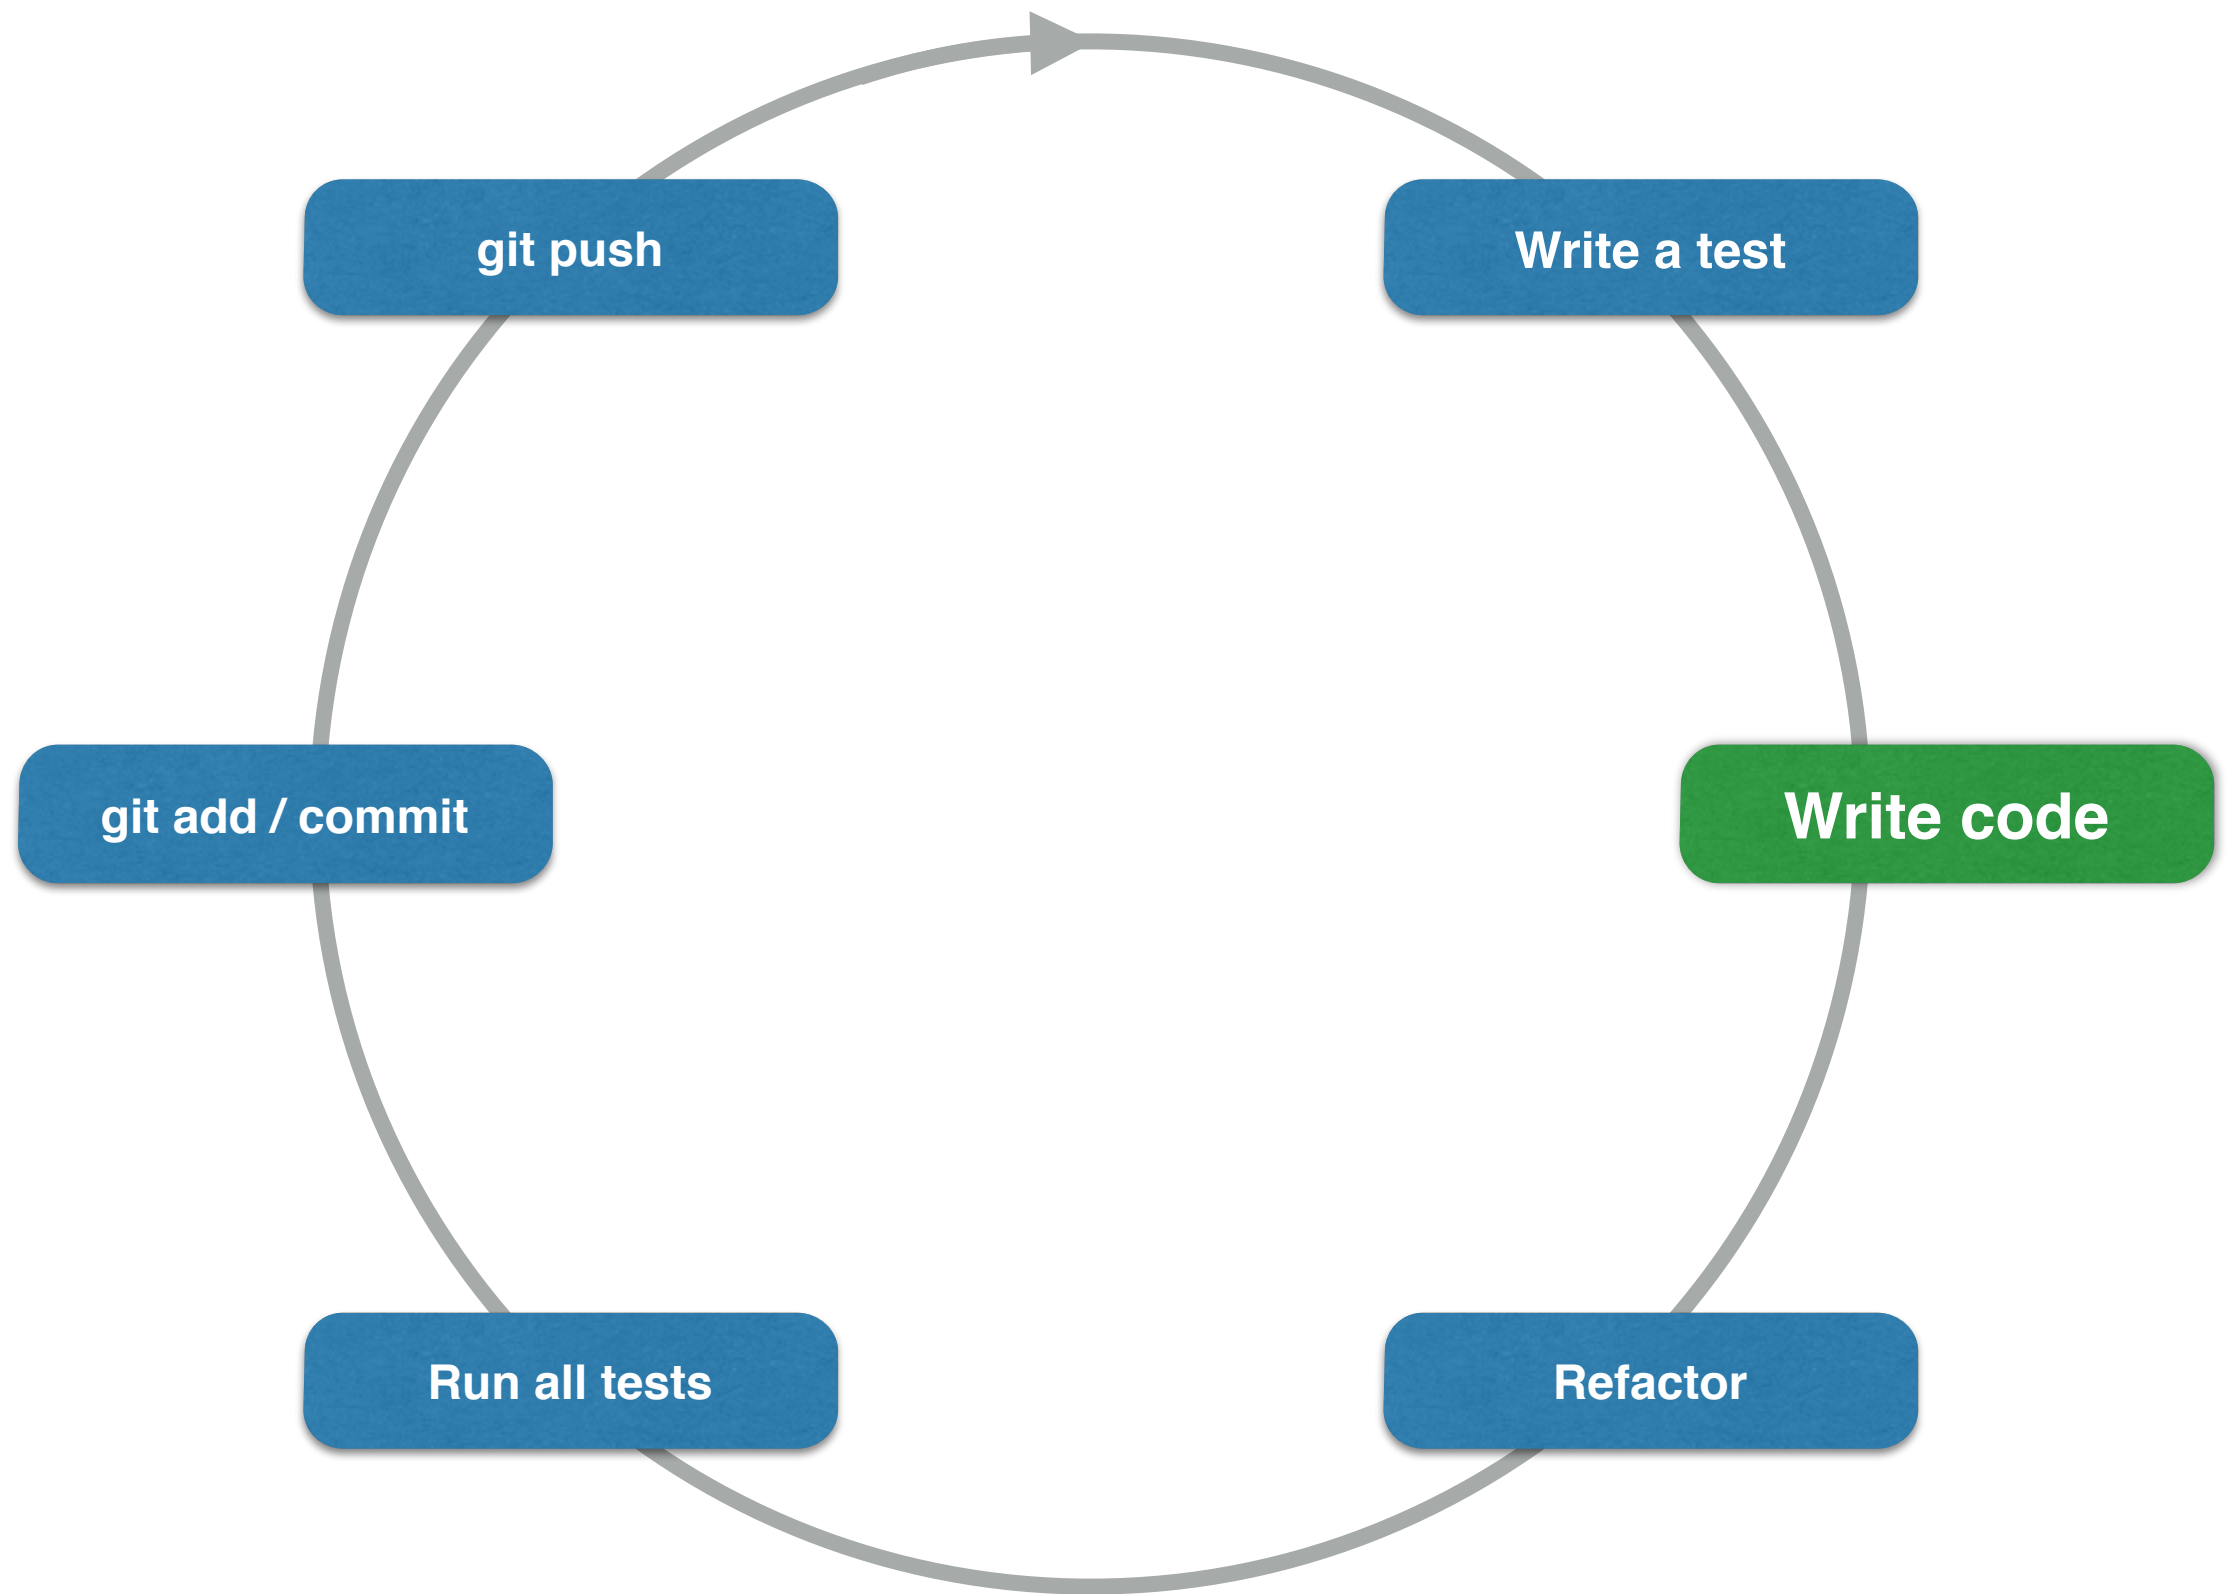 git push
Write a test
git add / commit
Write code
Run all tests
Refactor